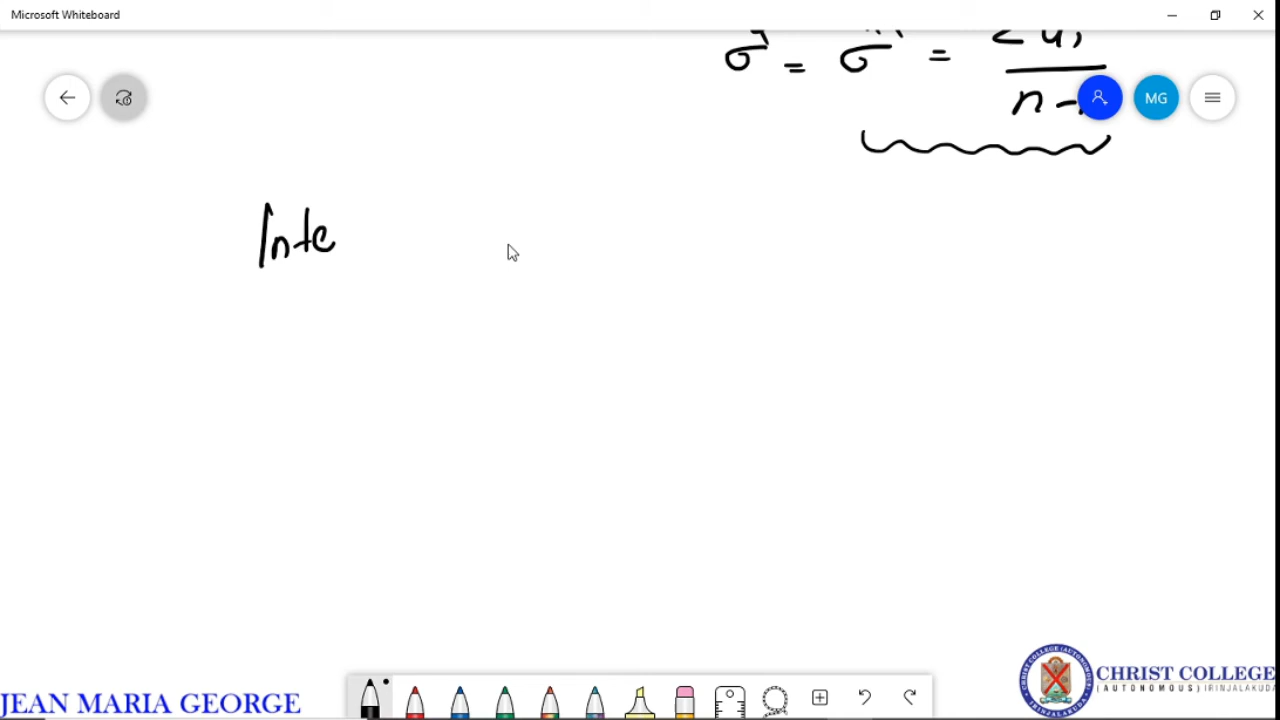 Microsoft Whiteboard
σ = σ = Σ u
n -
MG
Inte
JEAN MARIA GEORGE
CHRIST COLLEGE
(AUTONOMOUS) IRINJALAKUDA